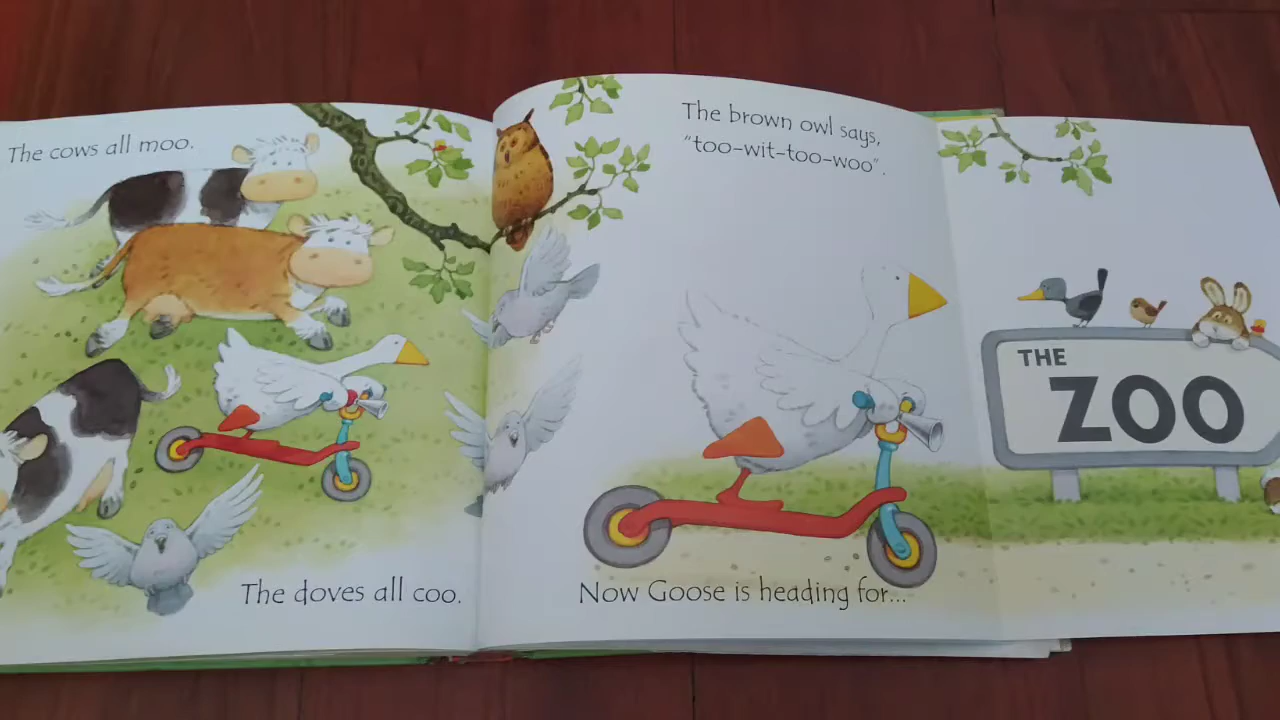 The cows all moo.
The doves all coo.
The brown owl says,
"too-wit-too-woo".
Now Goose is heading for...
THE
ZOO